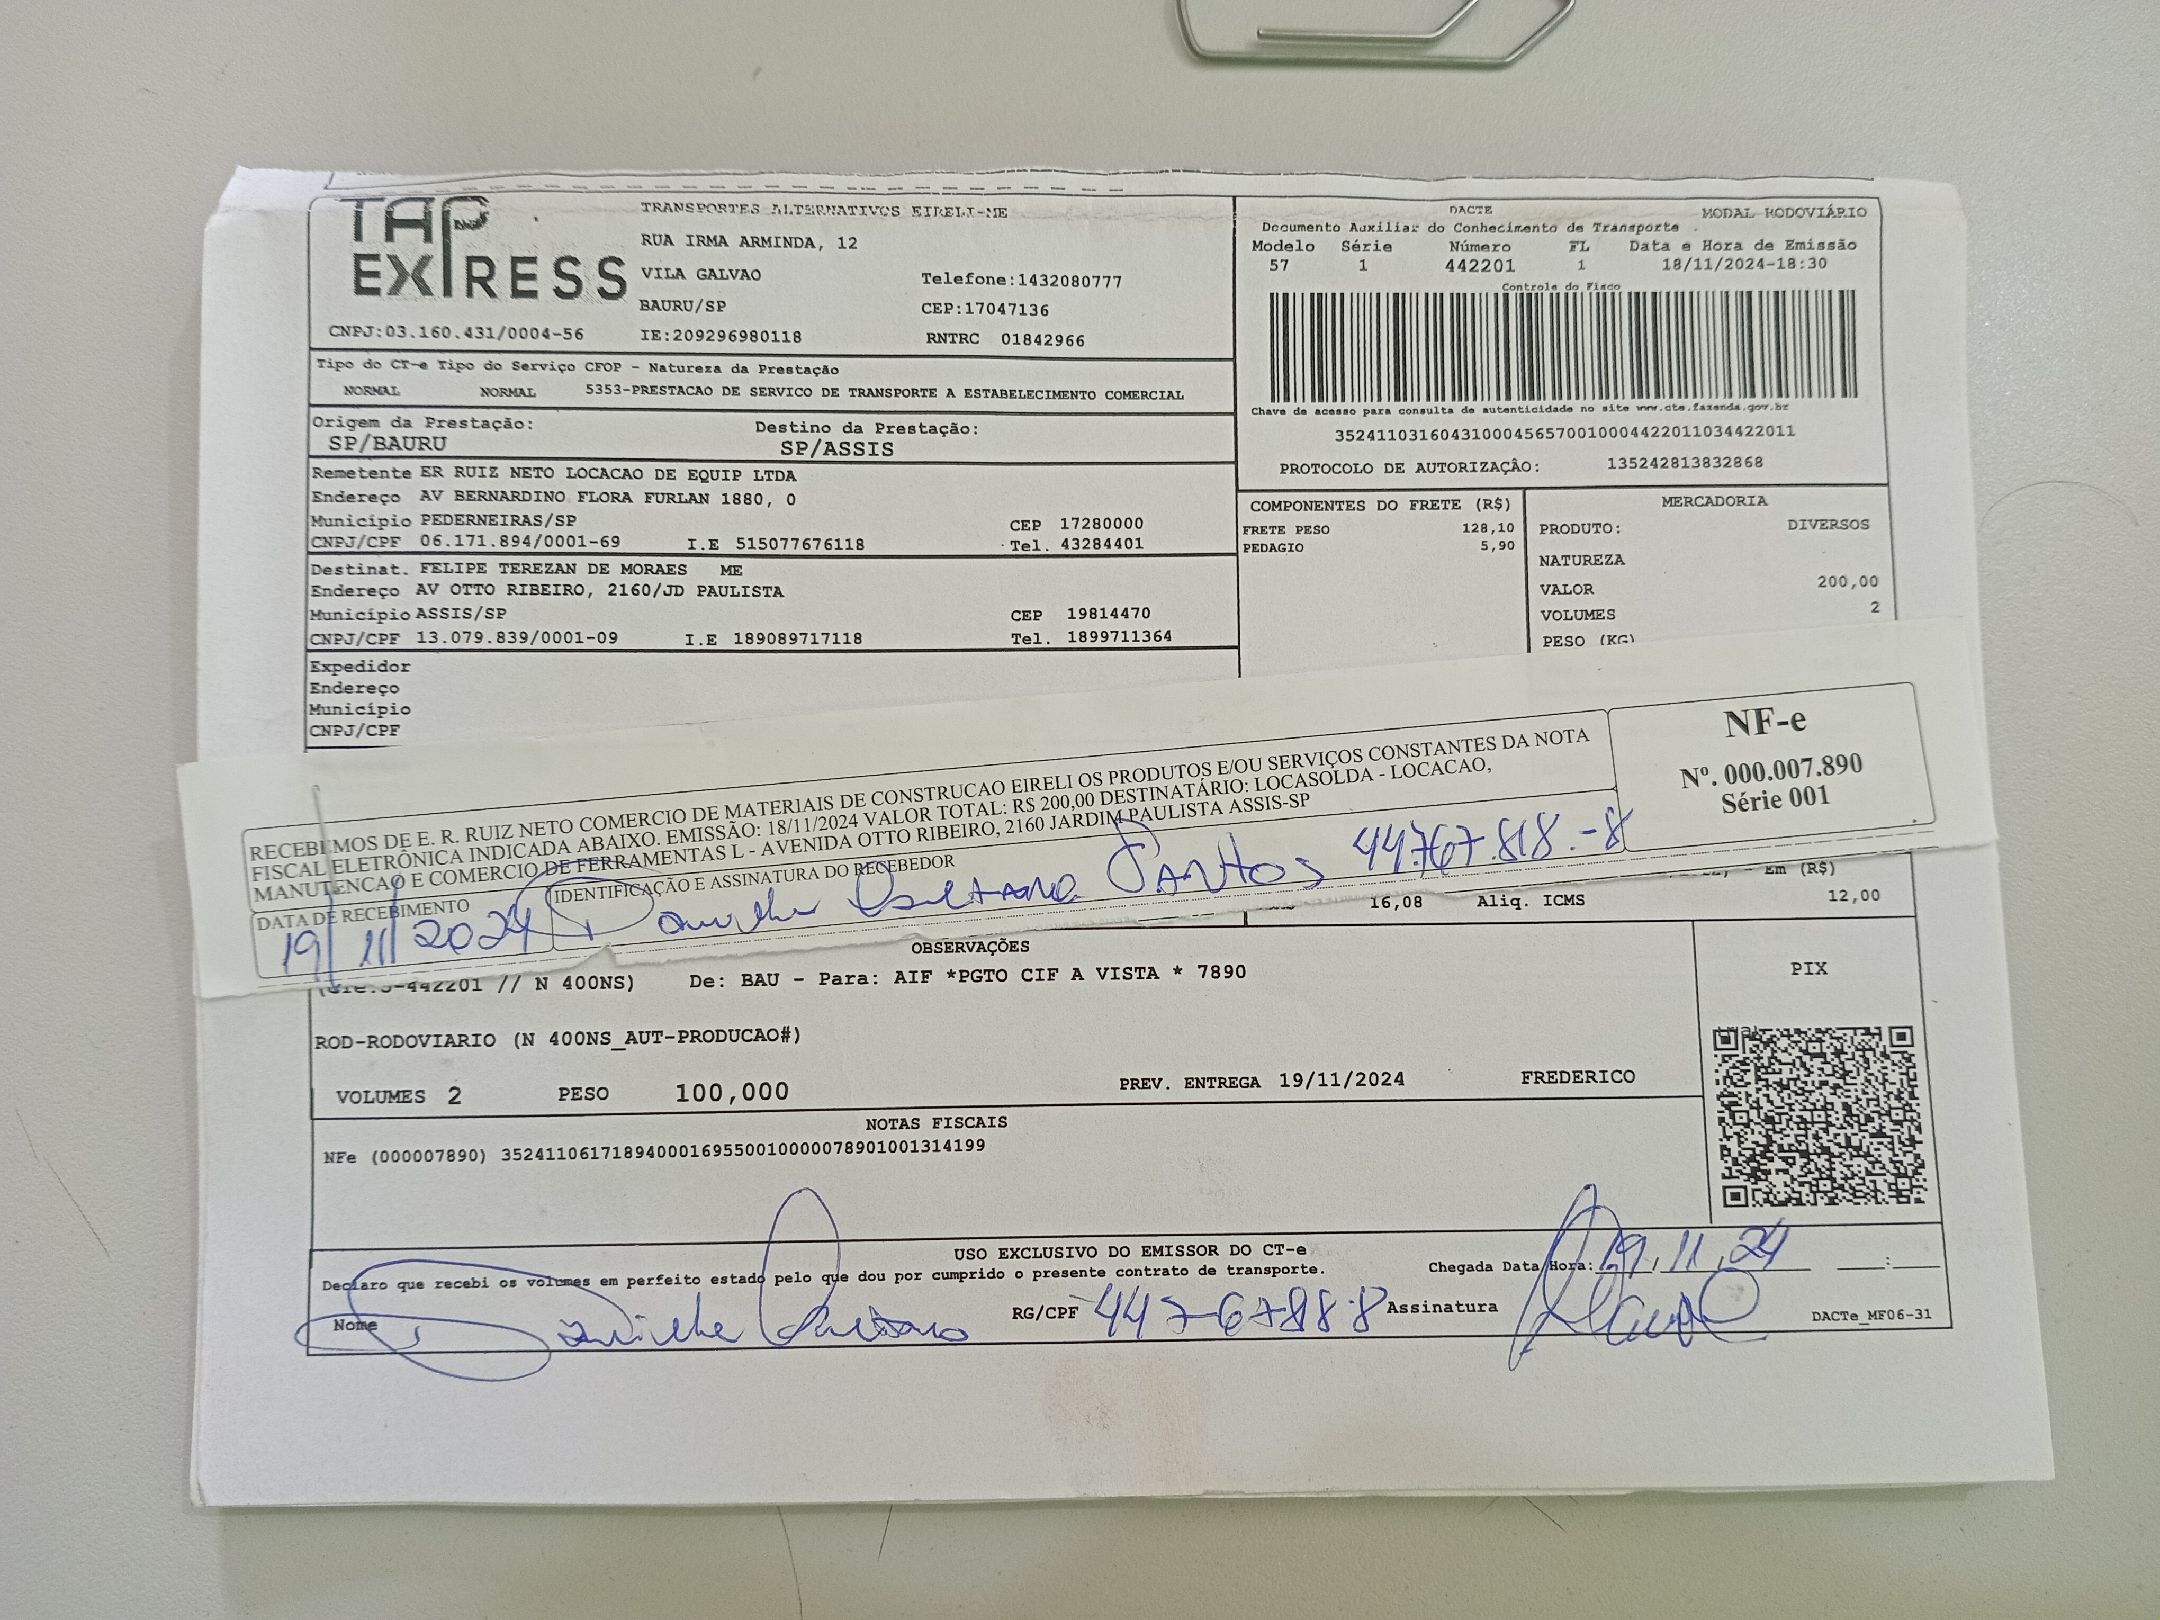 TAP EXPRESS
TRANSPORTES ALTERNATIVOS EIRELI-ME
RUA IRMA ARMINDA, 12
VILA GALVAO Telefone:1432080777
BAURU/SP CEP:17047136
CNPJ:03.160.431/0004-56 IE:209296980118 RNTRC 01842966
DACTE MODAL RODOVIÁRIO
Documento Auxiliar do Conhecimento de Transporte
Modelo Série Número FL Data e Hora de Emissão
57 1 442201 1 18/11/2024-18:30
Controle do Fisco
Chave de acesso para consulta de autenticidade no site www.cte.fazenda.gov.br
35241103160431000456570010004422011034422011
PROTOCOLO DE AUTORIZAÇÃO: 135242813832868
Tipo do CT-e Tipo do Serviço CFOP - Natureza da Prestação
NORMAL NORMAL 5353-PRESTACAO DE SERVICO DE TRANSPORTE A ESTABELECIMENTO COMERCIAL
Origem da Prestação: Destino da Prestação:
SP/BAURU SP/ASSIS
Remetente ER RUIZ NETO LOCACAO DE EQUIP LTDA
Endereço AV BERNARDINO FLORA FURLAN 1880, 0
Município PEDERNEIRAS/SP CEP 17280000
CNPJ/CPF 06.171.894/0001-69 I.E 515077676118 Tel. 43284401
Destinat. FELIPE TEREZAN DE MORAES ME
Endereço AV OTTO RIBEIRO, 2160/JD PAULISTA
Município ASSIS/SP CEP 19814470
CNPJ/CPF 13.079.839/0001-09 I.E 189089717118 Tel. 1899711364
Expedidor
Endereço
Município
CNPJ/CPF
COMPONENTES DO FRETE (R$)
FRETE PESO 128,10
PEDAGIO 5,90
MERCADORIA
PRODUTO: DIVERSOS
NATUREZA
VALOR 200,00
VOLUMES 2
PESO (KG)
RECEBEMOS DE E. R. RUIZ NETO COMERCIO DE MATERIAIS DE CONSTRUCAO EIRELI OS PRODUTOS E/OU SERVIÇOS CONSTANTES DA NOTA
FISCAL ELETRÔNICA INDICADA ABAIXO. EMISSÃO: 18/11/2024 VALOR TOTAL: R$ 200,00 DESTINATÁRIO: LOCASOLDA - LOCACAO,
MANUTENCAO E COMERCIO DE FERRAMENTAS L - AVENIDA OTTO RIBEIRO, 2160 JARDIM PAULISTA ASSIS-SP
DATA DE RECEBIMENTO IDENTIFICAÇÃO E ASSINATURA DO RECEBEDOR
19/11/2024 Santos 44767.818.-8
NF-e
Nº. 000.007.890
Série 001
Em (R$)
16,08 Aliq. ICMS 12,00
OBSERVAÇÕES
442201 // N 400NS) De: BAU - Para: AIF *PGTO CIF A VISTA * 7890
ROD-RODOVIARIO (N 400NS_AUT-PRODUCAO#)
VOLUMES 2 PESO 100,000 PREV. ENTREGA 19/11/2024 FREDERICO
PIX
NOTAS FISCAIS
NFe (000007890) 35241106171894000169550010000078901001314199
USO EXCLUSIVO DO EMISSOR DO CT-e
Declaro que recebi os volumes em perfeito estado pelo que dou por cumprido o presente contrato de transporte. Chegada Data Hora: 19,11,24 __:__
Nome RG/CPF Assinatura
DACTe_MF06-31